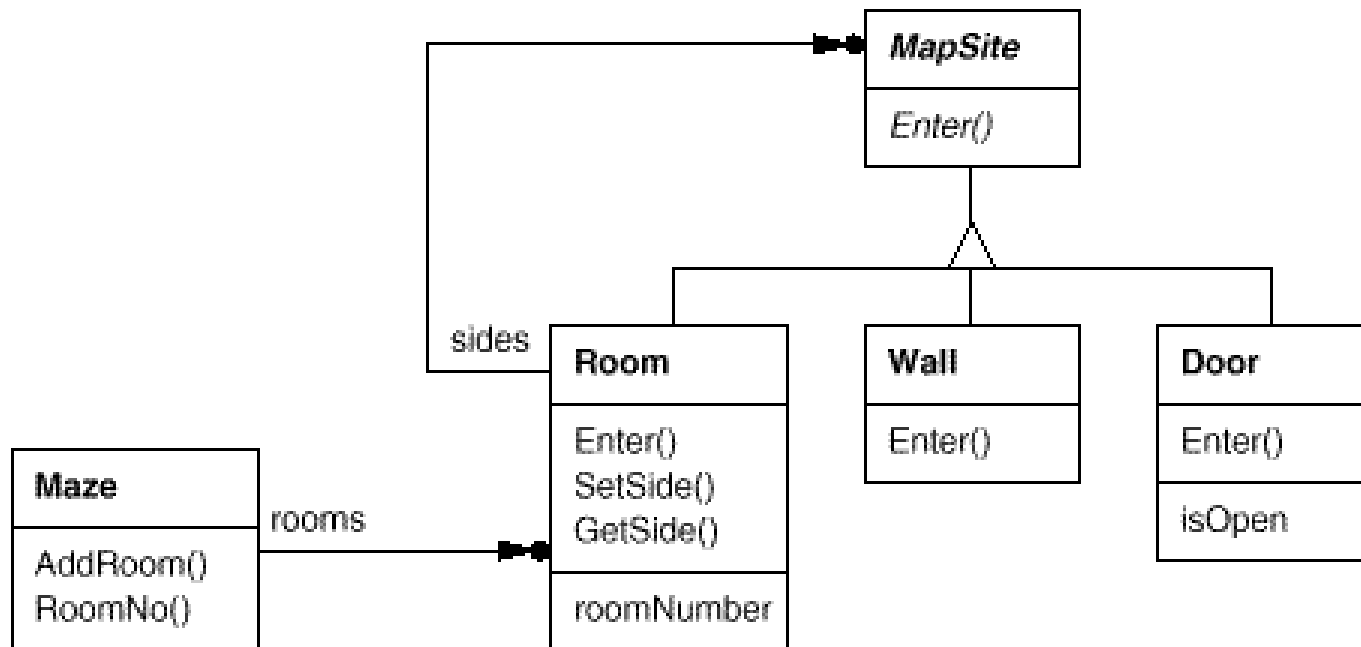 MapSite
Enter()
sides
Room
Enter()
SetSide()
GetSide()
roomNumber
Wall
Enter()
Door
Enter()
isOpen
Maze
AddRoom()
RoomNo()
rooms